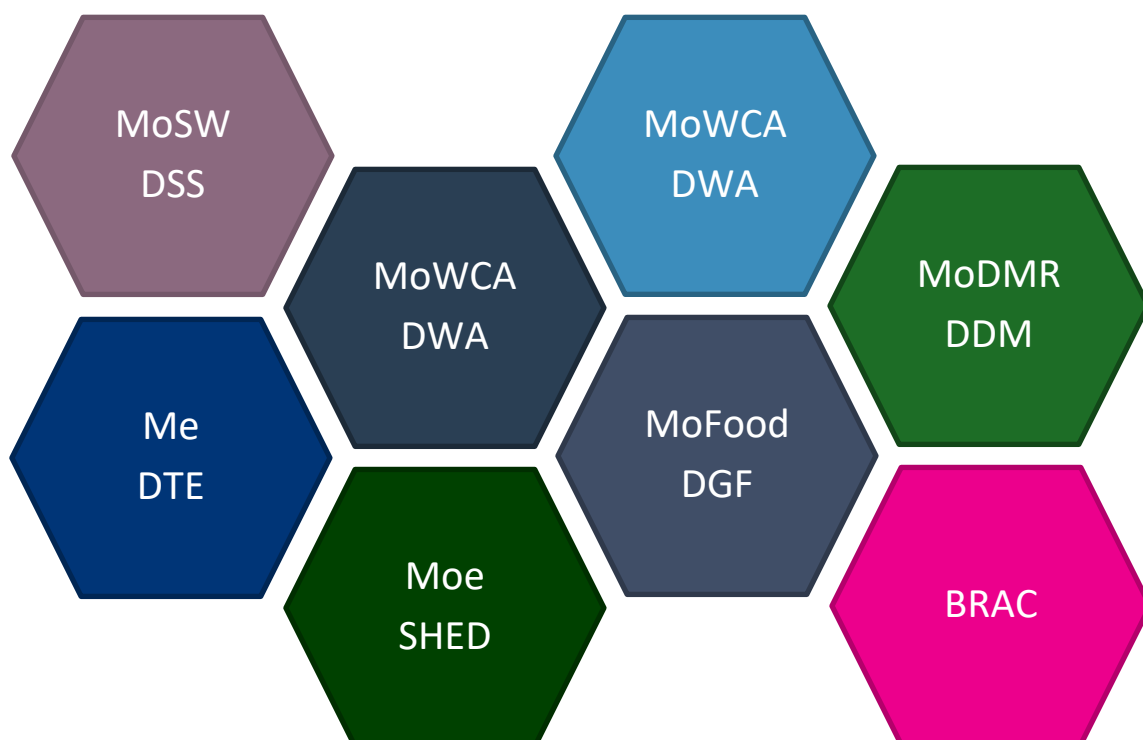 MoSW
DSS
MoWCA
DWA
MoWCA
DWA
MoDMR
DDM
Me
DTE
MoFood
DGF
Moe
SHED
BRAC